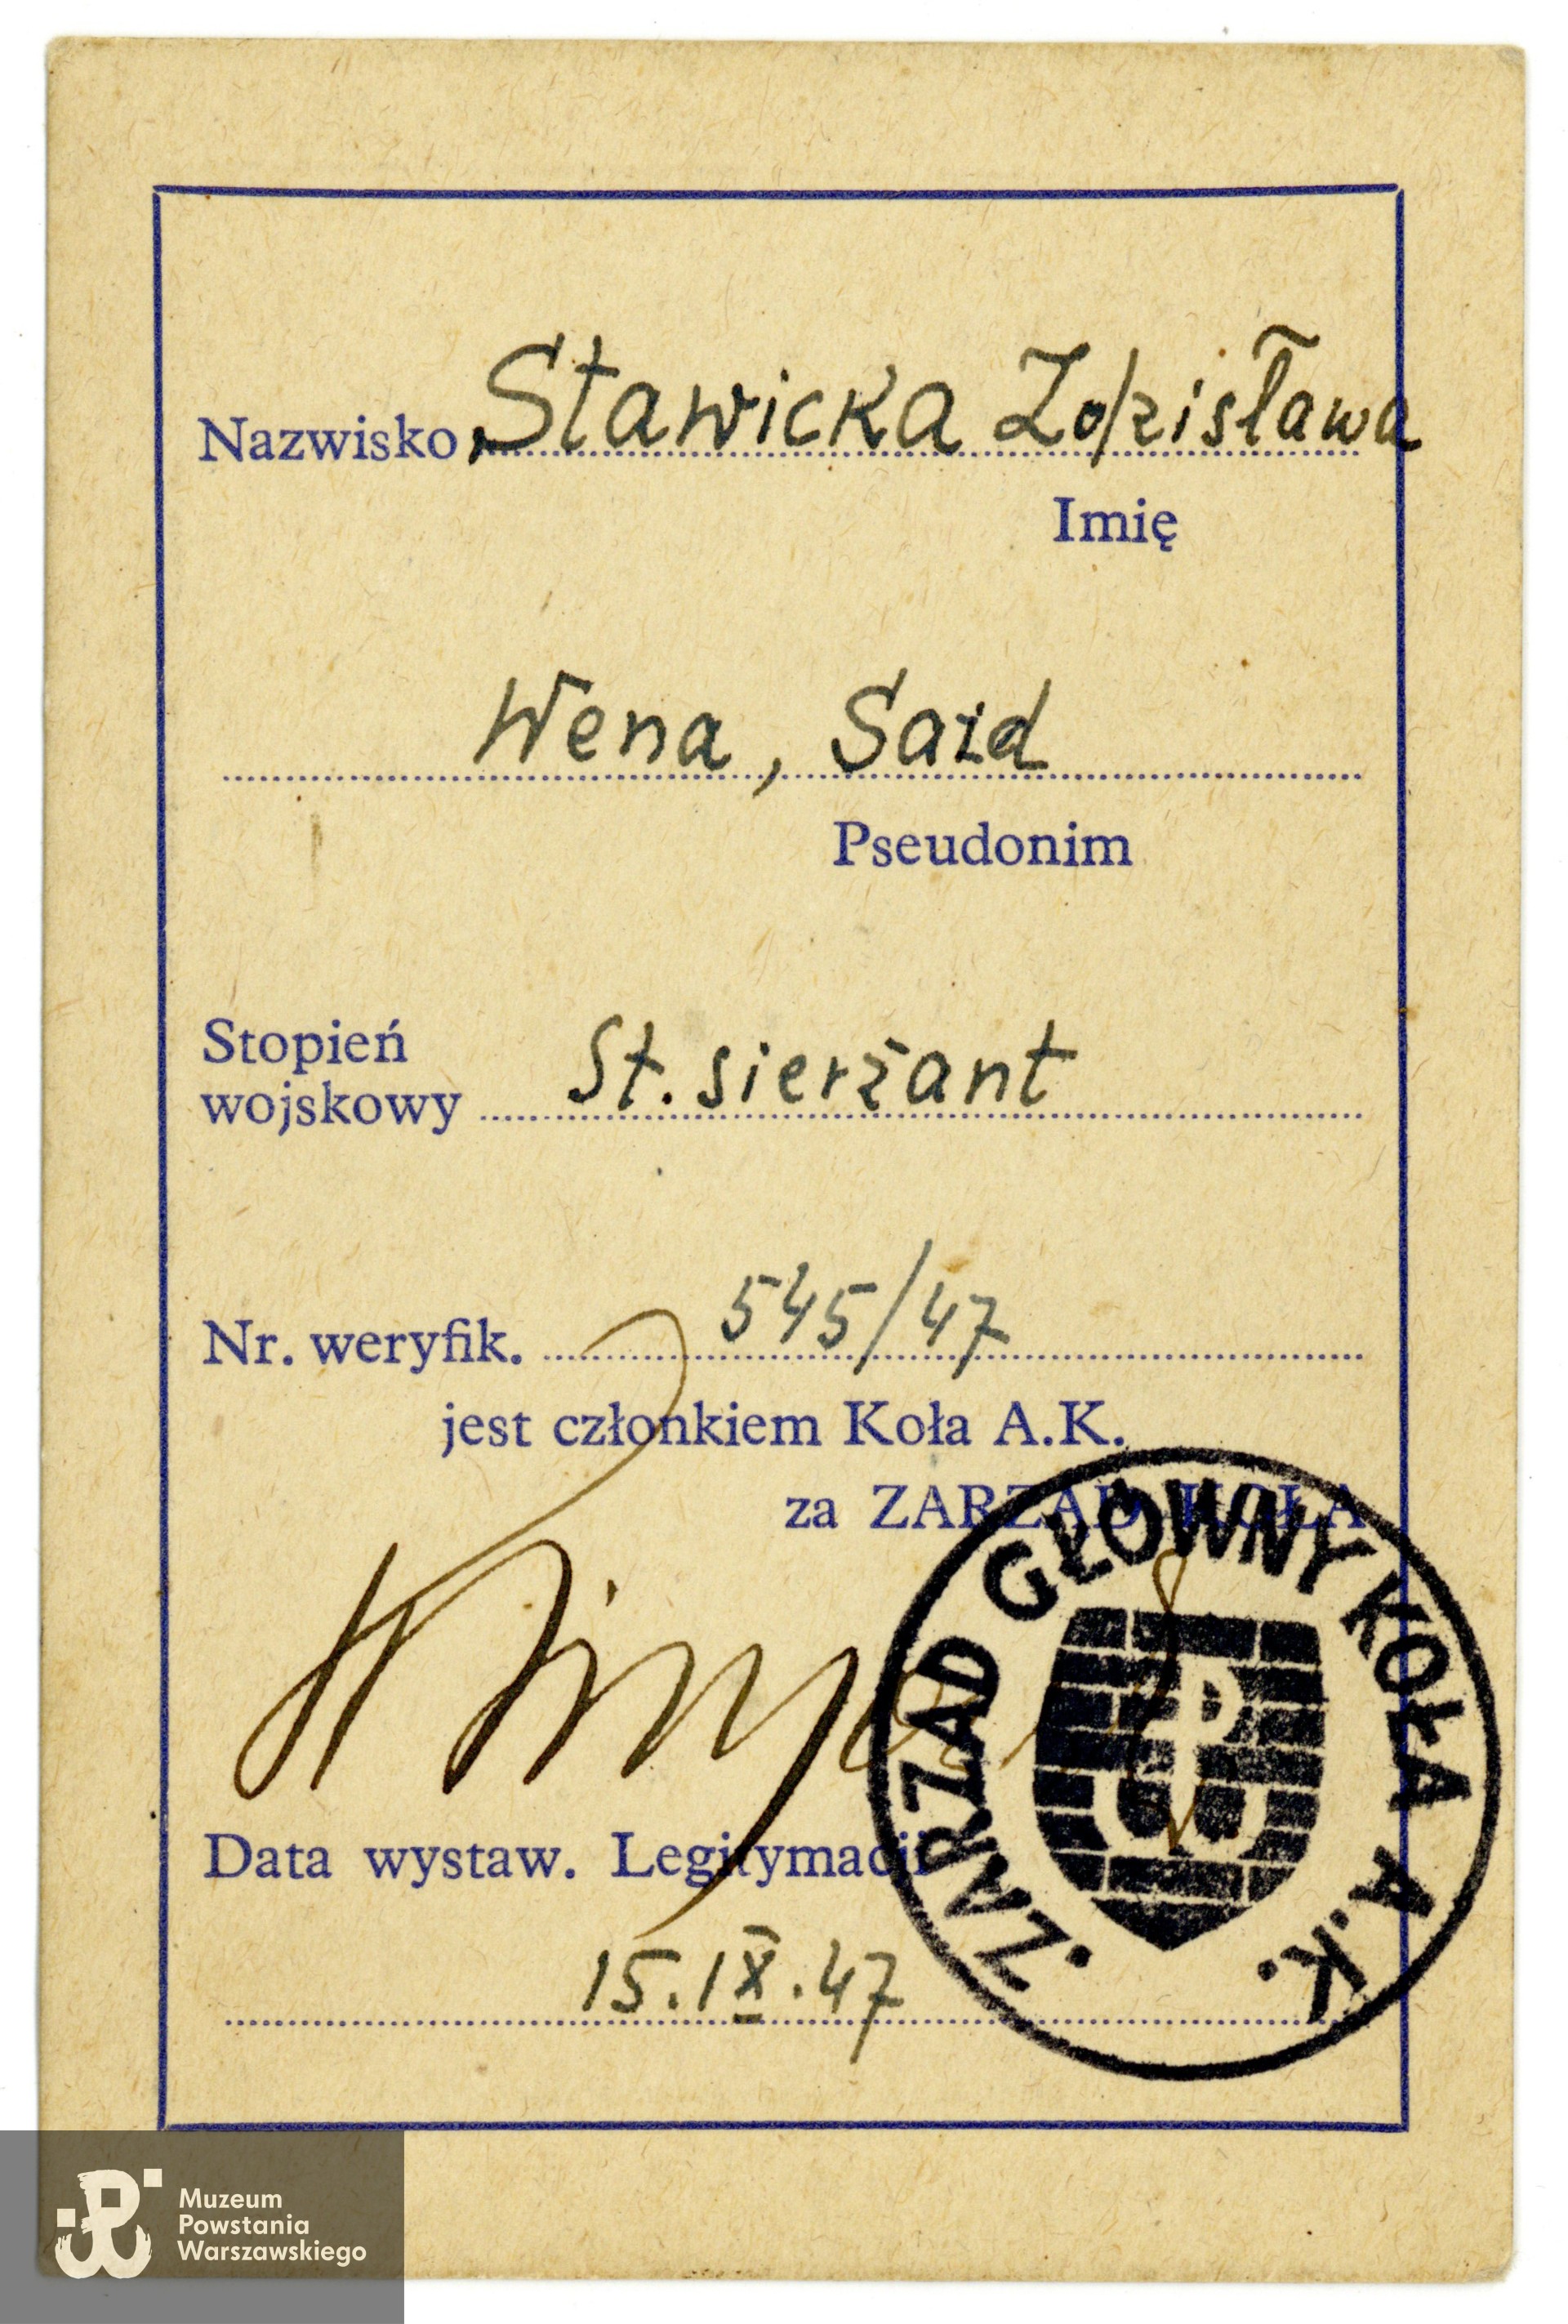 Nazwisko Stawicka Zdzisława
Imię
Wena, Said
Pseudonim
Stopień
wojskowy St. sierżant
Nr. weryfik. 545/47
jest członkiem Koła A.K.
za ZARZĄD KOŁA
ZARZĄD GŁÓWNY KOŁA A.K.
Data wystaw. Legitymacji
15.IX.47
Muzeum
Powstania
Warszawskiego